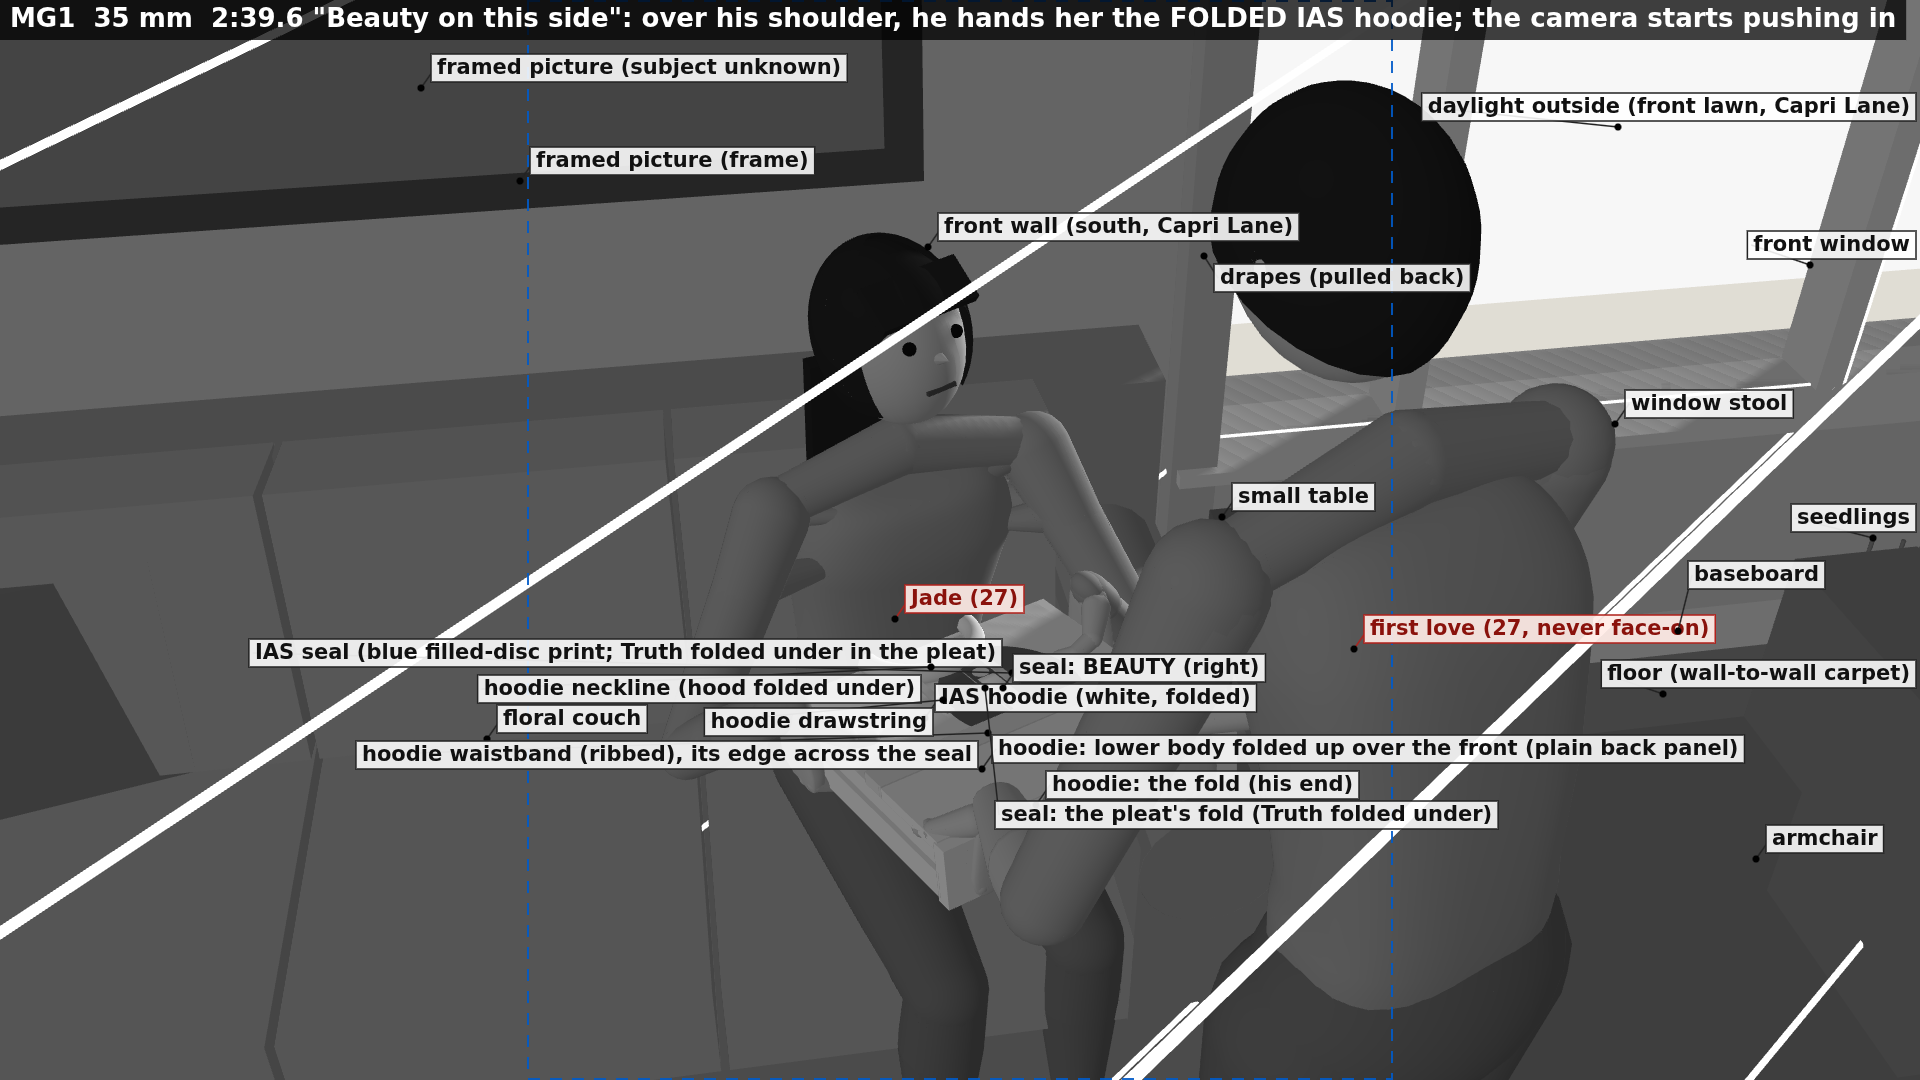 MG1 35 mm 2:39.6 "Beauty on this side": over his shoulder, he hands her the FOLDED IAS hoodie; the camera starts pushing in
framed picture (subject unknown)
daylight outside (front lawn, Capri Lane)
framed picture (frame)
front wall (south, Capri Lane)
front window
drapes (pulled back)
window stool
small table
seedlings
baseboard
Jade (27)
first love (27, never face-on)
IAS seal (blue filled-disc print; Truth folded under in the pleat)
seal: BEAUTY (right)
floor (wall-to-wall carpet)
hoodie neckline (hood folded under)
IAS hoodie (white, folded)
floral couch
hoodie drawstring
hoodie waistband (ribbed), its edge across the seal
hoodie: lower body folded up over the front (plain back panel)
hoodie: the fold (his end)
seal: the pleat's fold (Truth folded under)
armchair